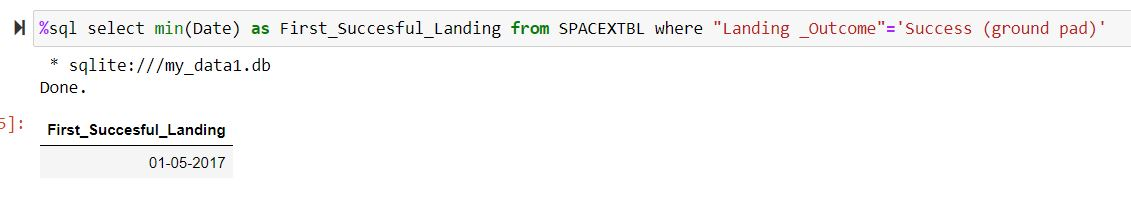 %sql select min(Date) as First_Succesful_Landing from SPACEXTBL where "Landing _Outcome"='Success (ground pad)'
* sqlite:///my_data1.db
Done.
5]:
First_Succesful_Landing
01-05-2017